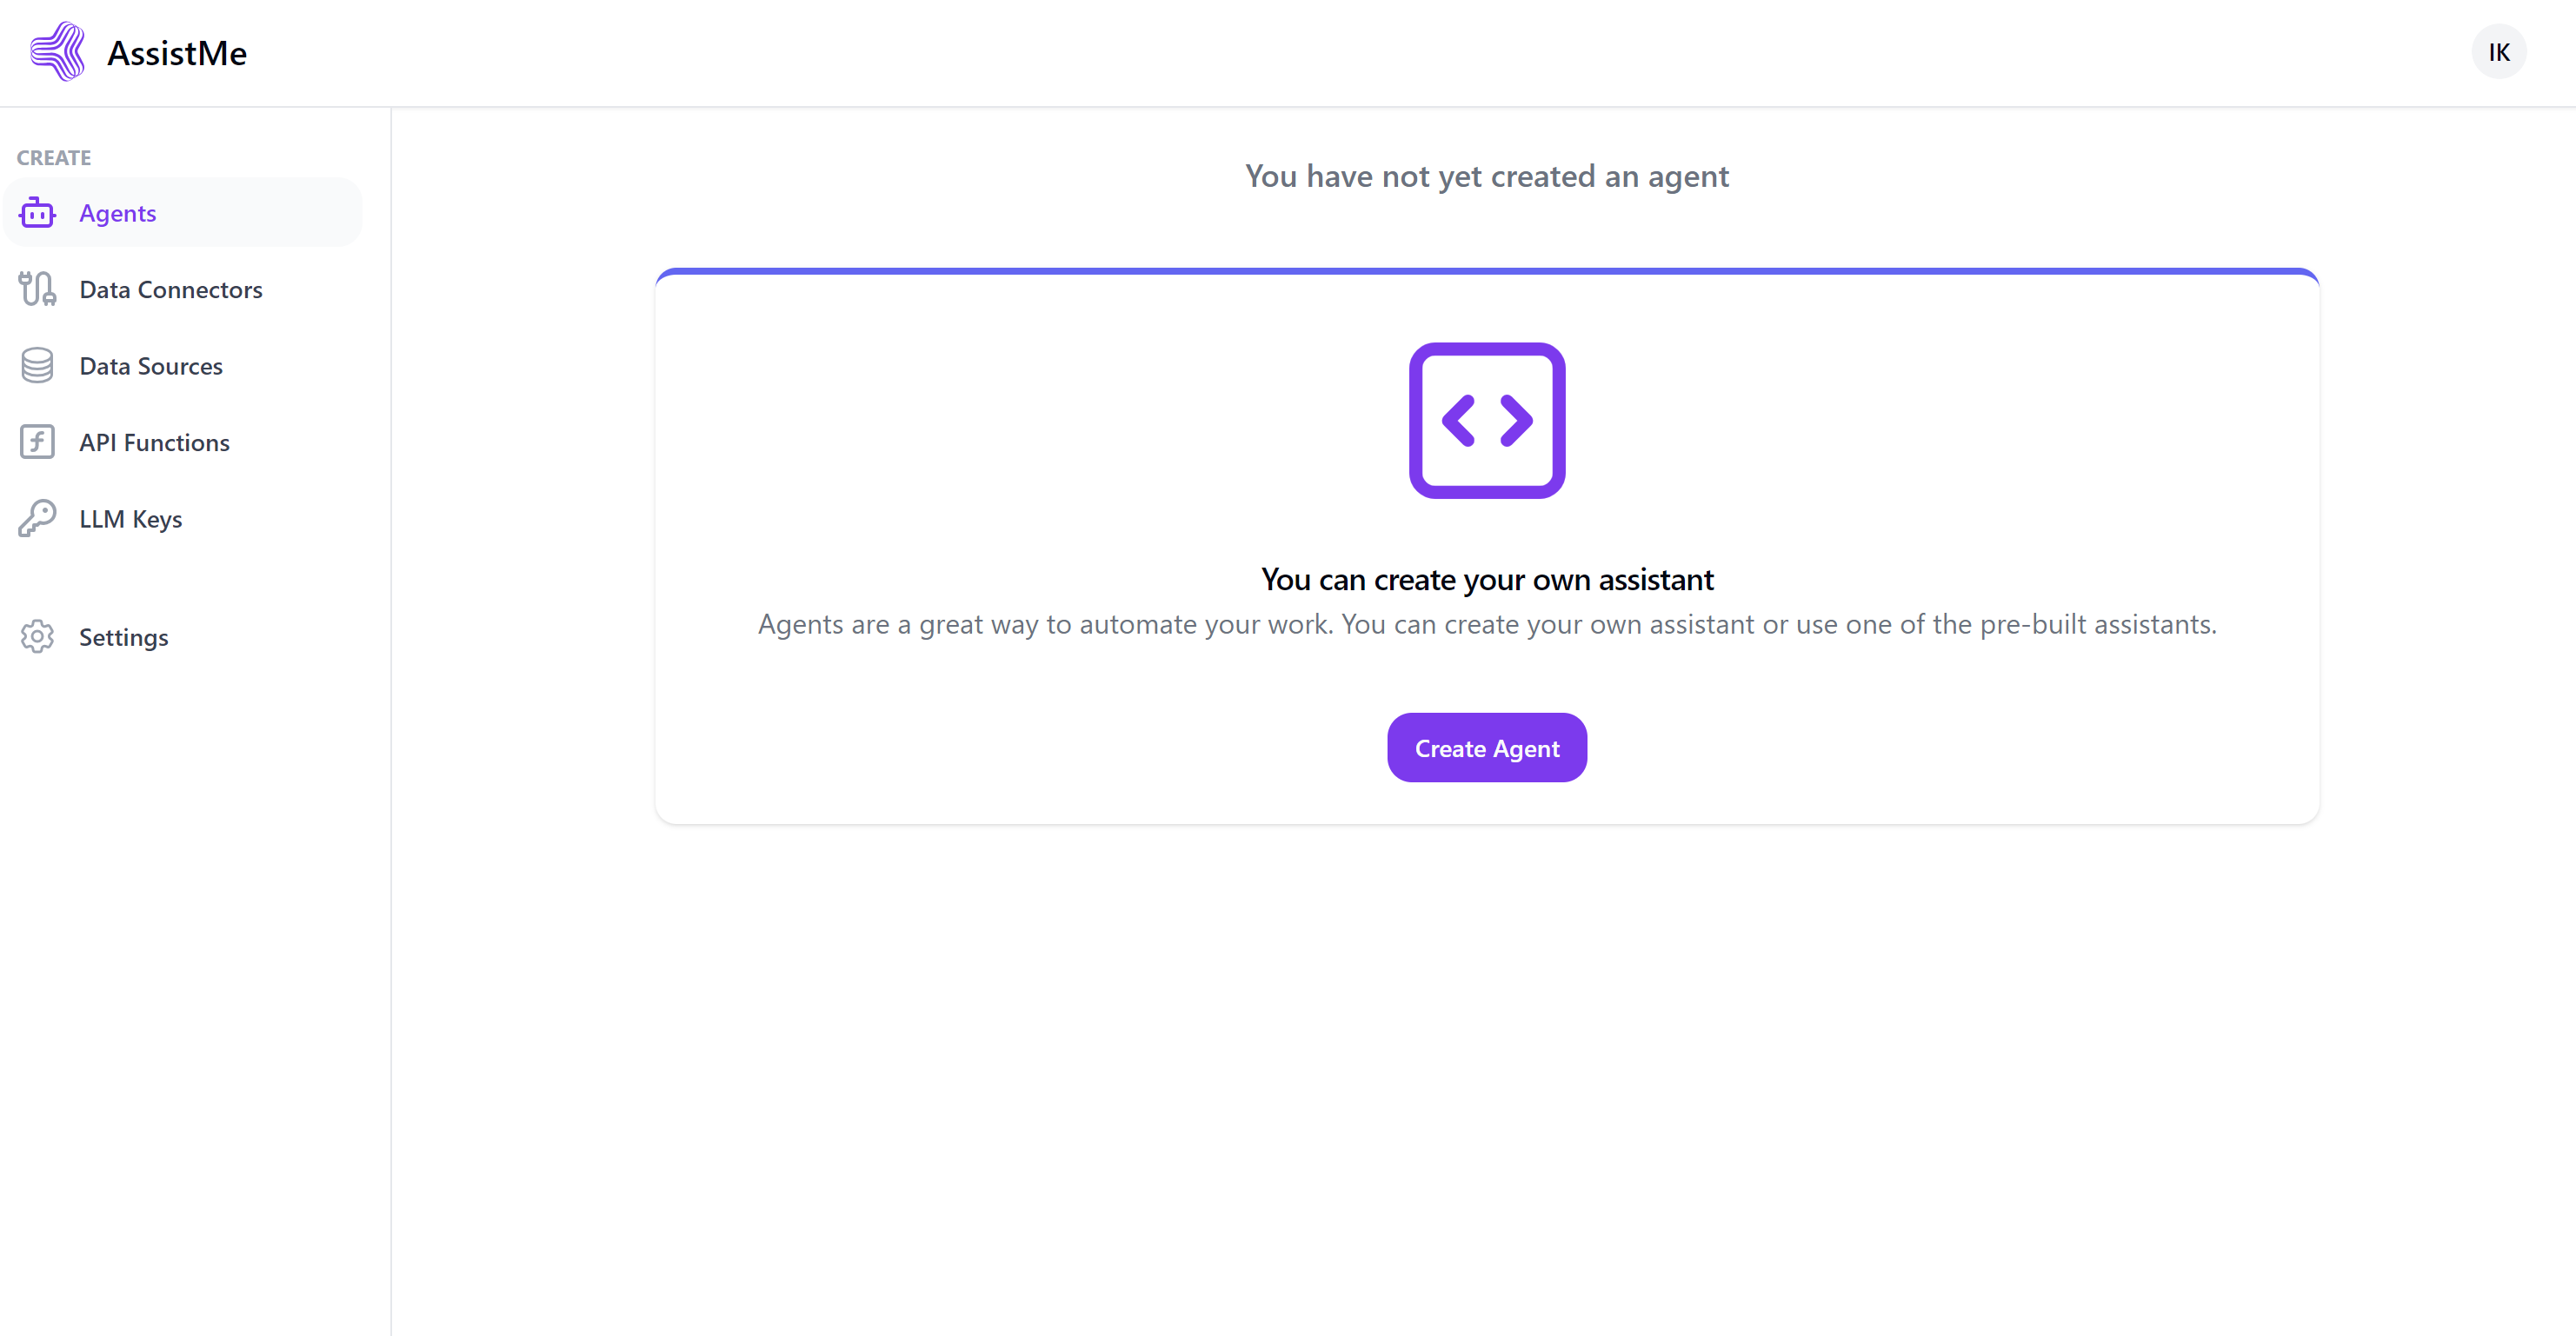 AssistMe
IK
CREATE
Agents
Data Connectors
Data Sources
API Functions
LLM Keys
Settings
You have not yet created an agent
You can create your own assistant
Agents are a great way to automate your work. You can create your own assistant or use one of the pre-built assistants.
Create Agent